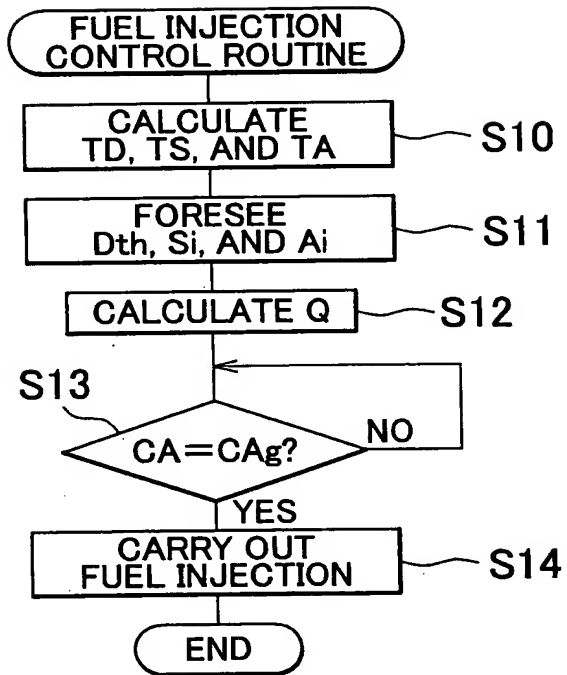 FUEL INJECTION
CONTROL ROUTINE
CALCULATE
TD, TS, AND TA
S10
FORESEE
Dth, Si, AND Ai
S11
CALCULATE Q
S12
S13
CA=CAg?
NO
YES
CARRY OUT
FUEL INJECTION
S14
END